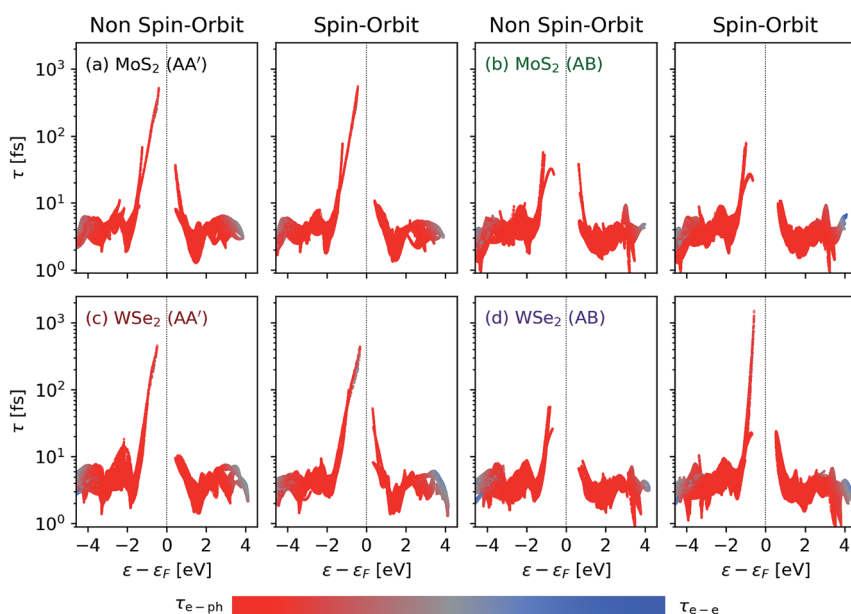 Non Spin-Orbit Spin-Orbit Non Spin-Orbit Spin-Orbit
(a) MoS₂ (AA′) (b) MoS₂ (AB)
10³
10²
10¹
10⁰
τ [fs]
(c) WSe₂ (AA′) (d) WSe₂ (AB)
10³
10²
10¹
10⁰
τ [fs]
−4 −2 0 2 4 −4 −2 0 2 4 −4 −2 0 2 4 −4 −2 0 2 4
ε − ε_F [eV] ε − ε_F [eV] ε − ε_F [eV] ε − ε_F [eV]
τ_e−ph τ_e−e